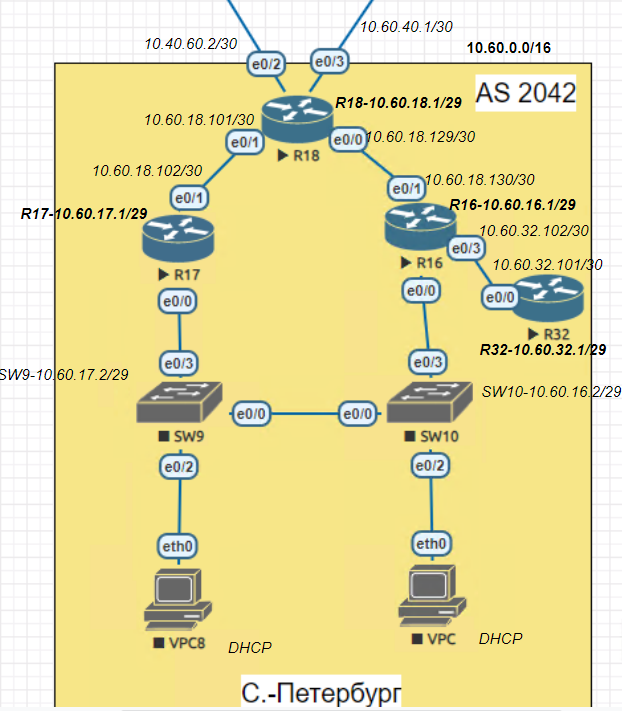 10.60.40.1/30
10.40.60.2/30
10.60.0.0/16
e0/2
e0/3
AS 2042
R18-10.60.18.1/29
10.60.18.101/30
e0/1
e0/0
10.60.18.129/30
R18
10.60.18.102/30
10.60.18.130/30
e0/1
e0/1
R17-10.60.17.1/29
R16-10.60.16.1/29
10.60.32.102/30
e0/3
R17
R16
10.60.32.101/30
e0/0
e0/0
e0/0
R32
R32-10.60.32.1/29
e0/3
e0/3
SW9-10.60.17.2/29
SW10-10.60.16.2/29
e0/0
e0/0
SW9
SW10
e0/2
e0/2
eth0
eth0
VPC8
DHCP
VPC
DHCP
С.-Петербург